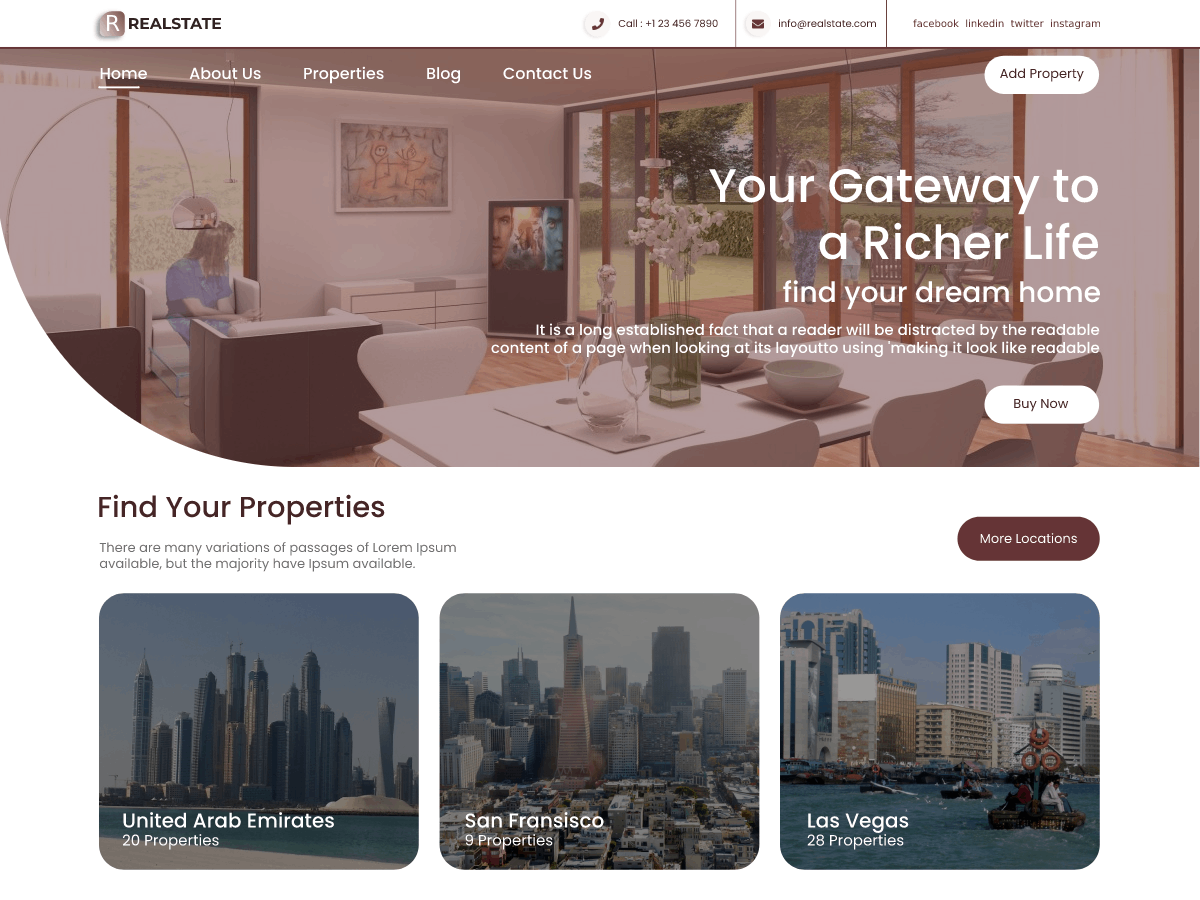 R REALSTATE
Call : +1 23 456 7890
info@realstate.com
facebook linkedin twitter instagram
Home About Us Properties Blog Contact Us
Add Property
Your Gateway to
a Richer Life
find your dream home
It is a long established fact that a reader will be distracted by the readable
content of a page when looking at its layoutto using 'making it look like readable
Buy Now
Find Your Properties
There are many variations of passages of Lorem Ipsum
available, but the majority have Ipsum available.
More Locations
United Arab Emirates
20 Properties
San Fransisco
9 Properties
Las Vegas
28 Properties